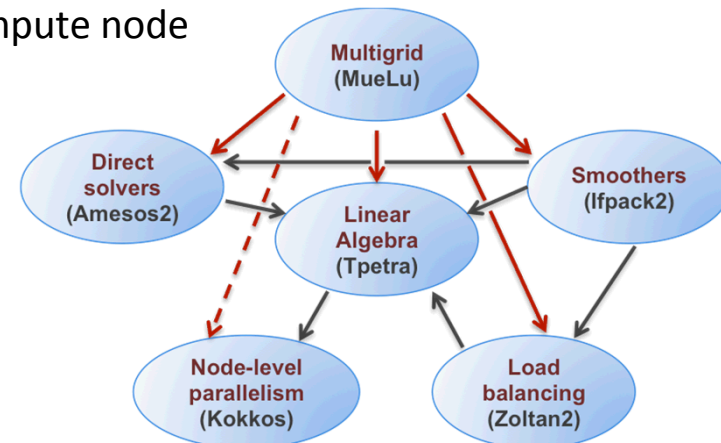 mpute node
Multigrid
(MueLu)
Direct
solvers
(Amesos2)
Smoothers
(Ifpack2)
Linear
Algebra
(Tpetra)
Node-level
parallelism
(Kokkos)
Load
balancing
(Zoltan2)